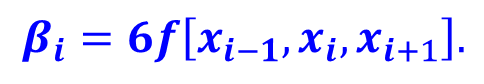 βᵢ = 6f[xᵢ₋₁, xᵢ, xᵢ₊₁].